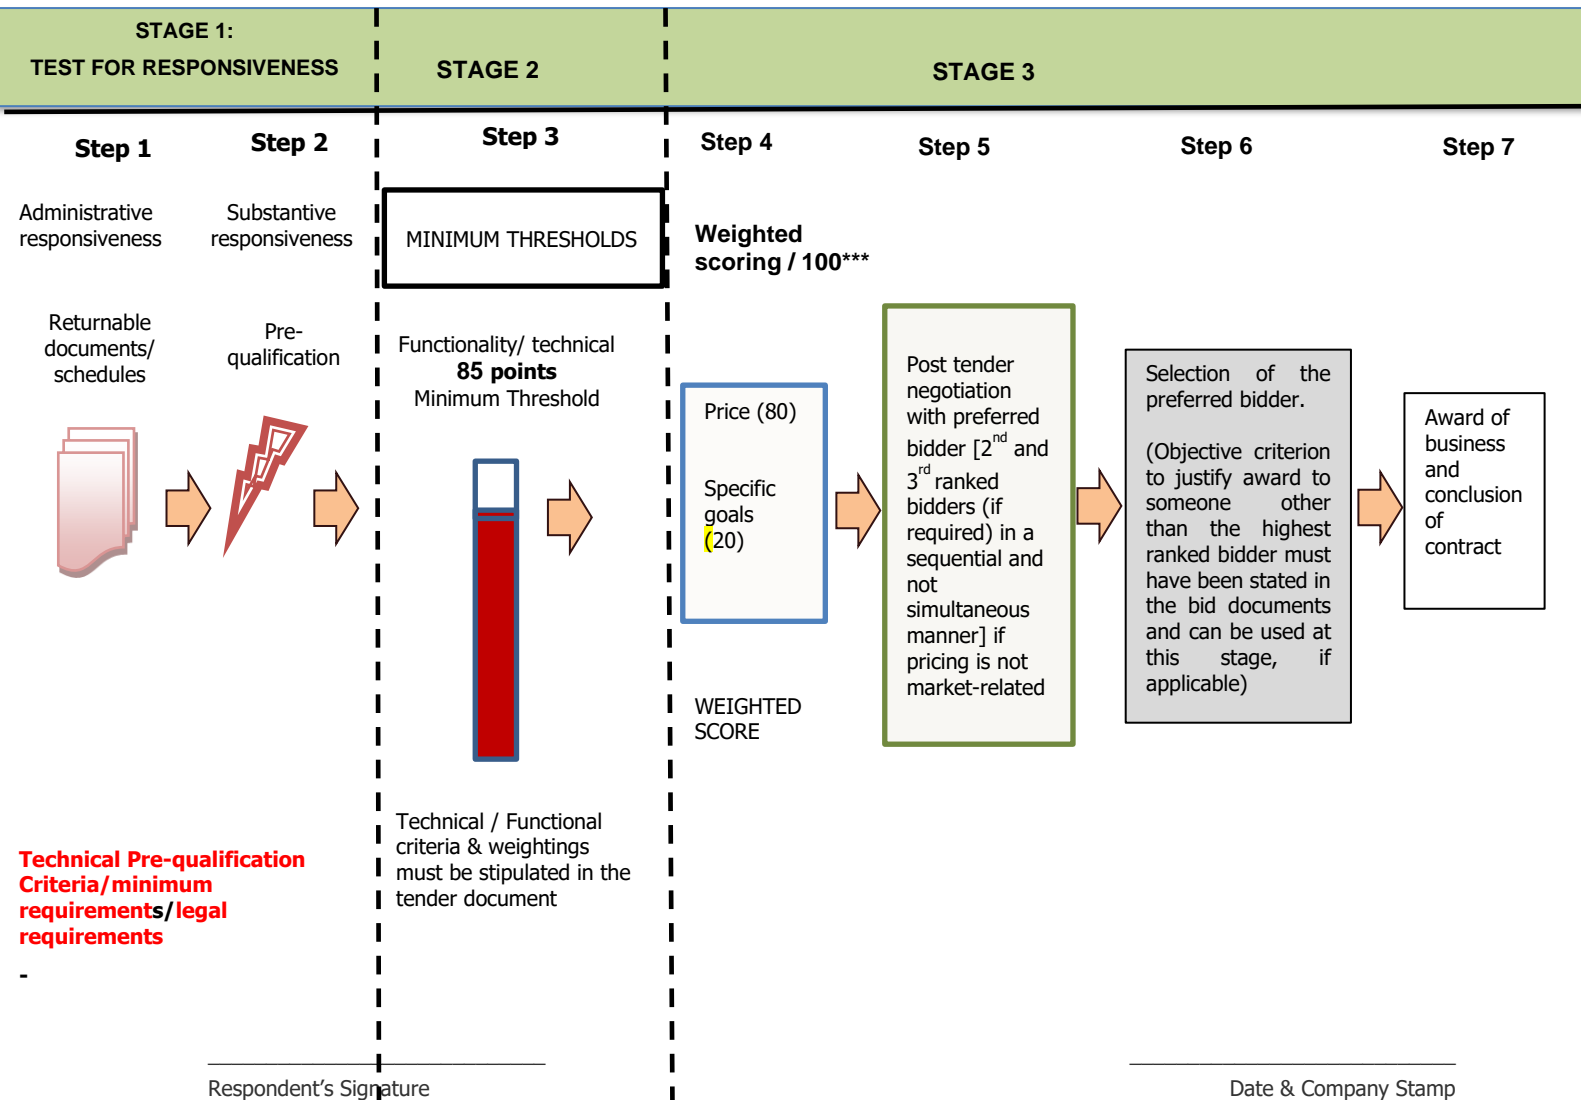 STAGE 1:
TEST FOR RESPONSIVENESS
STAGE 2
STAGE 3
Step 1
Step 2
Step 3
Step 4
Step 5
Step 6
Step 7
Administrative
responsiveness
Substantive
responsiveness
MINIMUM THRESHOLDS
Weighted
scoring / 100***
Returnable
documents/
schedules
Pre-
qualification
Functionality/ technical
85 points
Minimum Threshold
Price (80)
Specific
goals
(20)
WEIGHTED
SCORE
Post tender
negotiation
with preferred
bidder [2nd and
3rd ranked
bidders (if
required) in a
sequential and
not
simultaneous
manner] if
pricing is not
market-related
Selection of the
preferred bidder.
(Objective criterion
to justify award to
someone other
than the highest
ranked bidder must
have been stated in
the bid documents
and can be used at
this stage, if
applicable)
Award of
business
and
conclusion
of
contract
Technical / Functional
criteria & weightings
must be stipulated in the
tender document
Technical Pre-qualification
Criteria/minimum
requirements/legal
requirements
-
Respondent's Signature
Date & Company Stamp